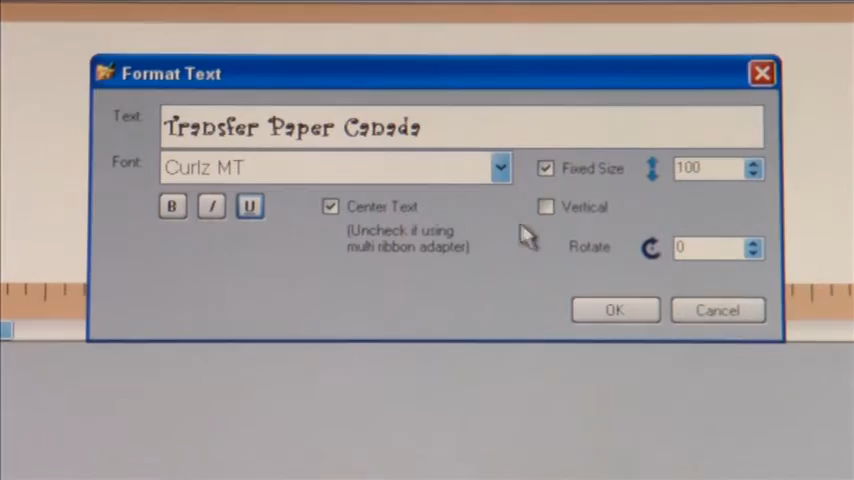 Format Text
Text:
Transfer Paper Canada
Font:
Curlz MT
Fixed Size
100
B I U
Center Text
Vertical
(Uncheck if using
multi ribbon adapter)
Rotate
0
OK
Cancel